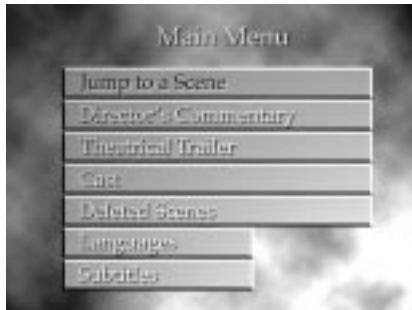 Main Menu
Jump to a Scene
Director's Commentary
Theatrical Trailer
Cast
Deleted Scenes
Languages
Subtitles